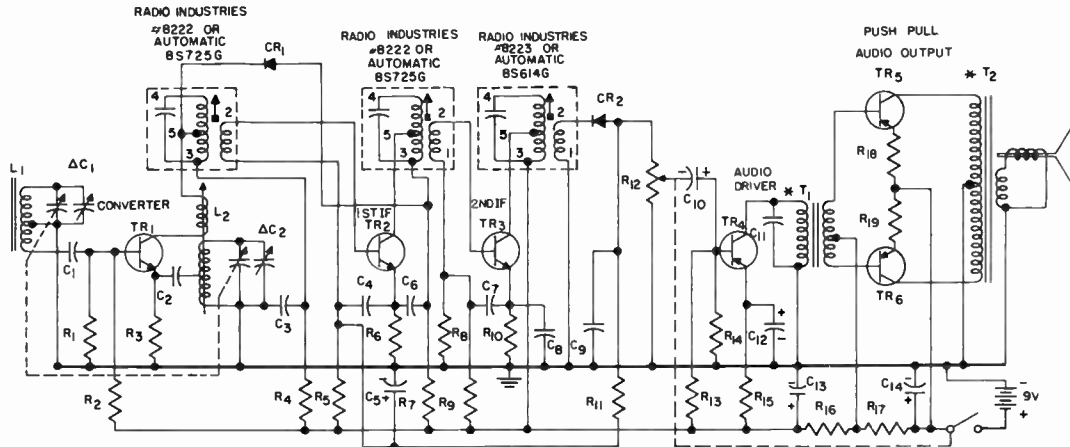 RADIO INDUSTRIES
#8222 OR
AUTOMATIC
BS725G
CR1
RADIO INDUSTRIES
#8222 OR
AUTOMATIC
BS725G
RADIO INDUSTRIES
#8223 OR
AUTOMATIC
BS614G
CR2
PUSH PULL
AUDIO OUTPUT
TR5
* T2
4
2
5
3
1
4
2
5
3
1
4
2
5
3
1
L1
ΔC1
CONVERTER
TR1
L2
ΔC2
C1
C2
C3
1ST IF
TR2
2ND IF
TR3
R12
C10
- +
AUDIO
DRIVER
TR4
C11
* T1
R18
R19
TR6
C4
C6
C7
R1
R3
R6
R8
R10
C8
C9
R14
C12
+
-
R2
R4
R5
C5
+
R7
R9
R11
R13
R15
C13
+
R16
R17
C14
+
-
9V
+